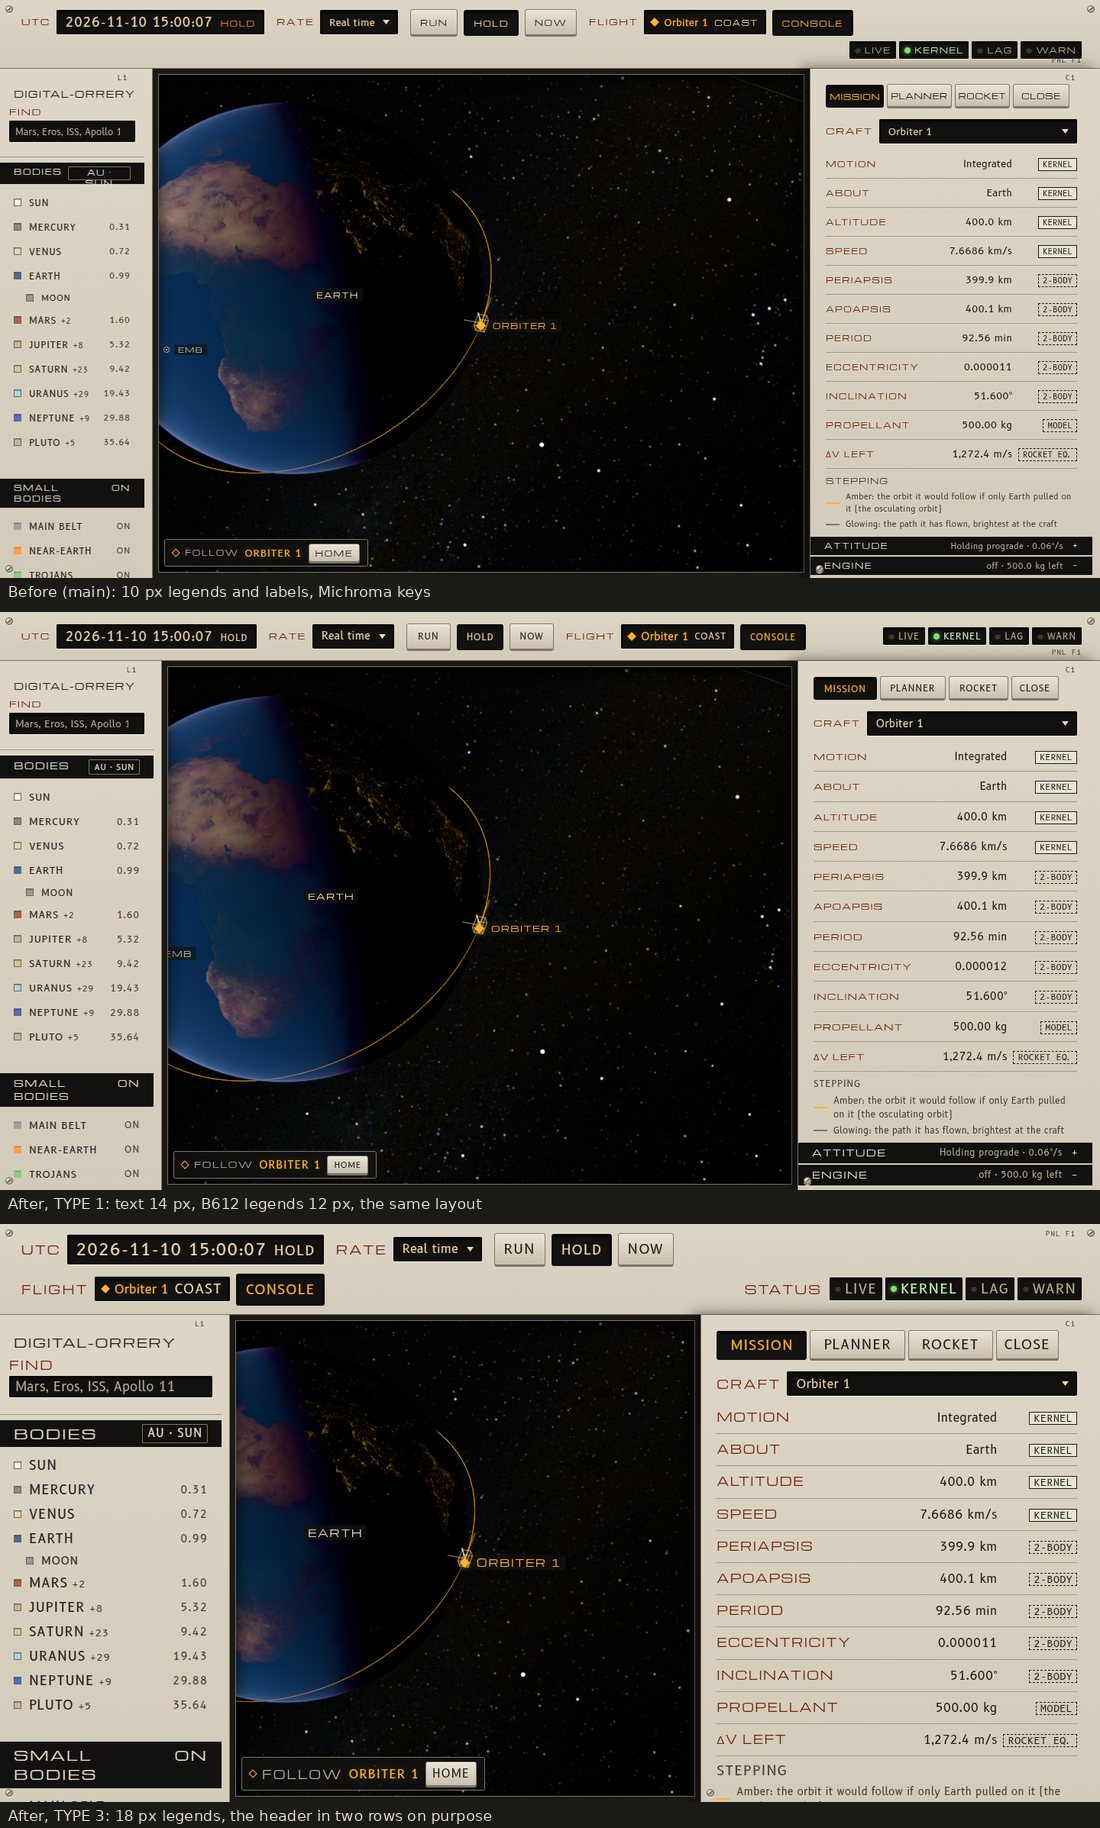 UTC 2026-11-10 15:00:07 HOLD RATE Real time RUN HOLD NOW FLIGHT Orbiter 1 COAST CONSOLE
LIVE KERNEL LAG WARN
PNL F1
L1
DIGITAL-ORRERY
FIND
Mars, Eros, ISS, Apollo 1
BODIES AU · SUN
SUN
MERCURY 0.31
VENUS 0.72
EARTH 0.99
MOON
MARS +2 1.60
JUPITER +8 5.32
SATURN +23 9.42
URANUS +29 19.43
NEPTUNE +9 29.88
PLUTO +5 35.64
SMALL BODIES ON
MAIN BELT ON
NEAR-EARTH ON
TROJANS ON
EARTH
EMB
ORBITER 1
FOLLOW ORBITER 1 HOME
C1
MISSION PLANNER ROCKET CLOSE
CRAFT Orbiter 1
MOTION Integrated KERNEL
ABOUT Earth KERNEL
ALTITUDE 400.0 km KERNEL
SPEED 7.6686 km/s KERNEL
PERIAPSIS 399.9 km 2-BODY
APOAPSIS 400.1 km 2-BODY
PERIOD 92.56 min 2-BODY
ECCENTRICITY 0.000011 2-BODY
INCLINATION 51.600° 2-BODY
PROPELLANT 500.00 kg MODEL
ΔV LEFT 1,272.4 m/s ROCKET EQ.
STEPPING
Amber: the orbit it would follow if only Earth pulled on
it (the osculating orbit)
Glowing: the path it has flown, brightest at the craft
ATTITUDE Holding prograde · 0.06°/s +
ENGINE off · 500.0 kg left −
Before (main): 10 px legends and labels, Michroma keys
UTC 2026-11-10 15:00:07 HOLD RATE Real time RUN HOLD NOW FLIGHT Orbiter 1 COAST CONSOLE LIVE KERNEL LAG WARN
PNL F1
L1
DIGITAL-ORRERY
FIND
Mars, Eros, ISS, Apollo 1
BODIES AU · SUN
SUN
MERCURY 0.31
VENUS 0.72
EARTH 0.99
MOON
MARS +2 1.60
JUPITER +8 5.32
SATURN +23 9.42
URANUS +29 19.43
NEPTUNE +9 29.88
PLUTO +5 35.64
SMALL BODIES ON
MAIN BELT ON
NEAR-EARTH ON
TROJANS ON
EARTH
EMB
ORBITER 1
FOLLOW ORBITER 1 HOME
C1
MISSION PLANNER ROCKET CLOSE
CRAFT Orbiter 1
MOTION Integrated KERNEL
ABOUT Earth KERNEL
ALTITUDE 400.0 km KERNEL
SPEED 7.6686 km/s KERNEL
PERIAPSIS 399.9 km 2-BODY
APOAPSIS 400.1 km 2-BODY
PERIOD 92.56 min 2-BODY
ECCENTRICITY 0.000012 2-BODY
INCLINATION 51.600° 2-BODY
PROPELLANT 500.00 kg MODEL
ΔV LEFT 1,272.4 m/s ROCKET EQ.
STEPPING
Amber: the orbit it would follow if only Earth pulled
on it (the osculating orbit)
Glowing: the path it has flown, brightest at the craft
ATTITUDE Holding prograde · 0.06°/s +
ENGINE off · 500.0 kg left −
After, TYPE 1: text 14 px, B612 legends 12 px, the same layout
UTC 2026-11-10 15:00:07 HOLD RATE Real time RUN HOLD NOW
PNL F1
FLIGHT Orbiter 1 COAST CONSOLE STATUS LIVE KERNEL LAG WARN
L1
DIGITAL-ORRERY
FIND
Mars, Eros, ISS, Apollo 11
BODIES AU · SUN
SUN
MERCURY 0.31
VENUS 0.72
EARTH 0.99
MOON
MARS +2 1.60
JUPITER +8 5.32
SATURN +23 9.42
URANUS +29 19.43
NEPTUNE +9 29.88
PLUTO +5 35.64
SMALL BODIES ON
EARTH
ORBITER 1
FOLLOW ORBITER 1 HOME
C1
MISSION PLANNER ROCKET CLOSE
CRAFT Orbiter 1
MOTION Integrated KERNEL
ABOUT Earth KERNEL
ALTITUDE 400.0 km KERNEL
SPEED 7.6686 km/s KERNEL
PERIAPSIS 399.9 km 2-BODY
APOAPSIS 400.1 km 2-BODY
PERIOD 92.56 min 2-BODY
ECCENTRICITY 0.000011 2-BODY
INCLINATION 51.600° 2-BODY
PROPELLANT 500.00 kg MODEL
ΔV LEFT 1,272.4 m/s ROCKET EQ.
STEPPING
Amber: the orbit it would follow if only Earth pulled on it (the
After, TYPE 3: 18 px legends, the header in two rows on purpose